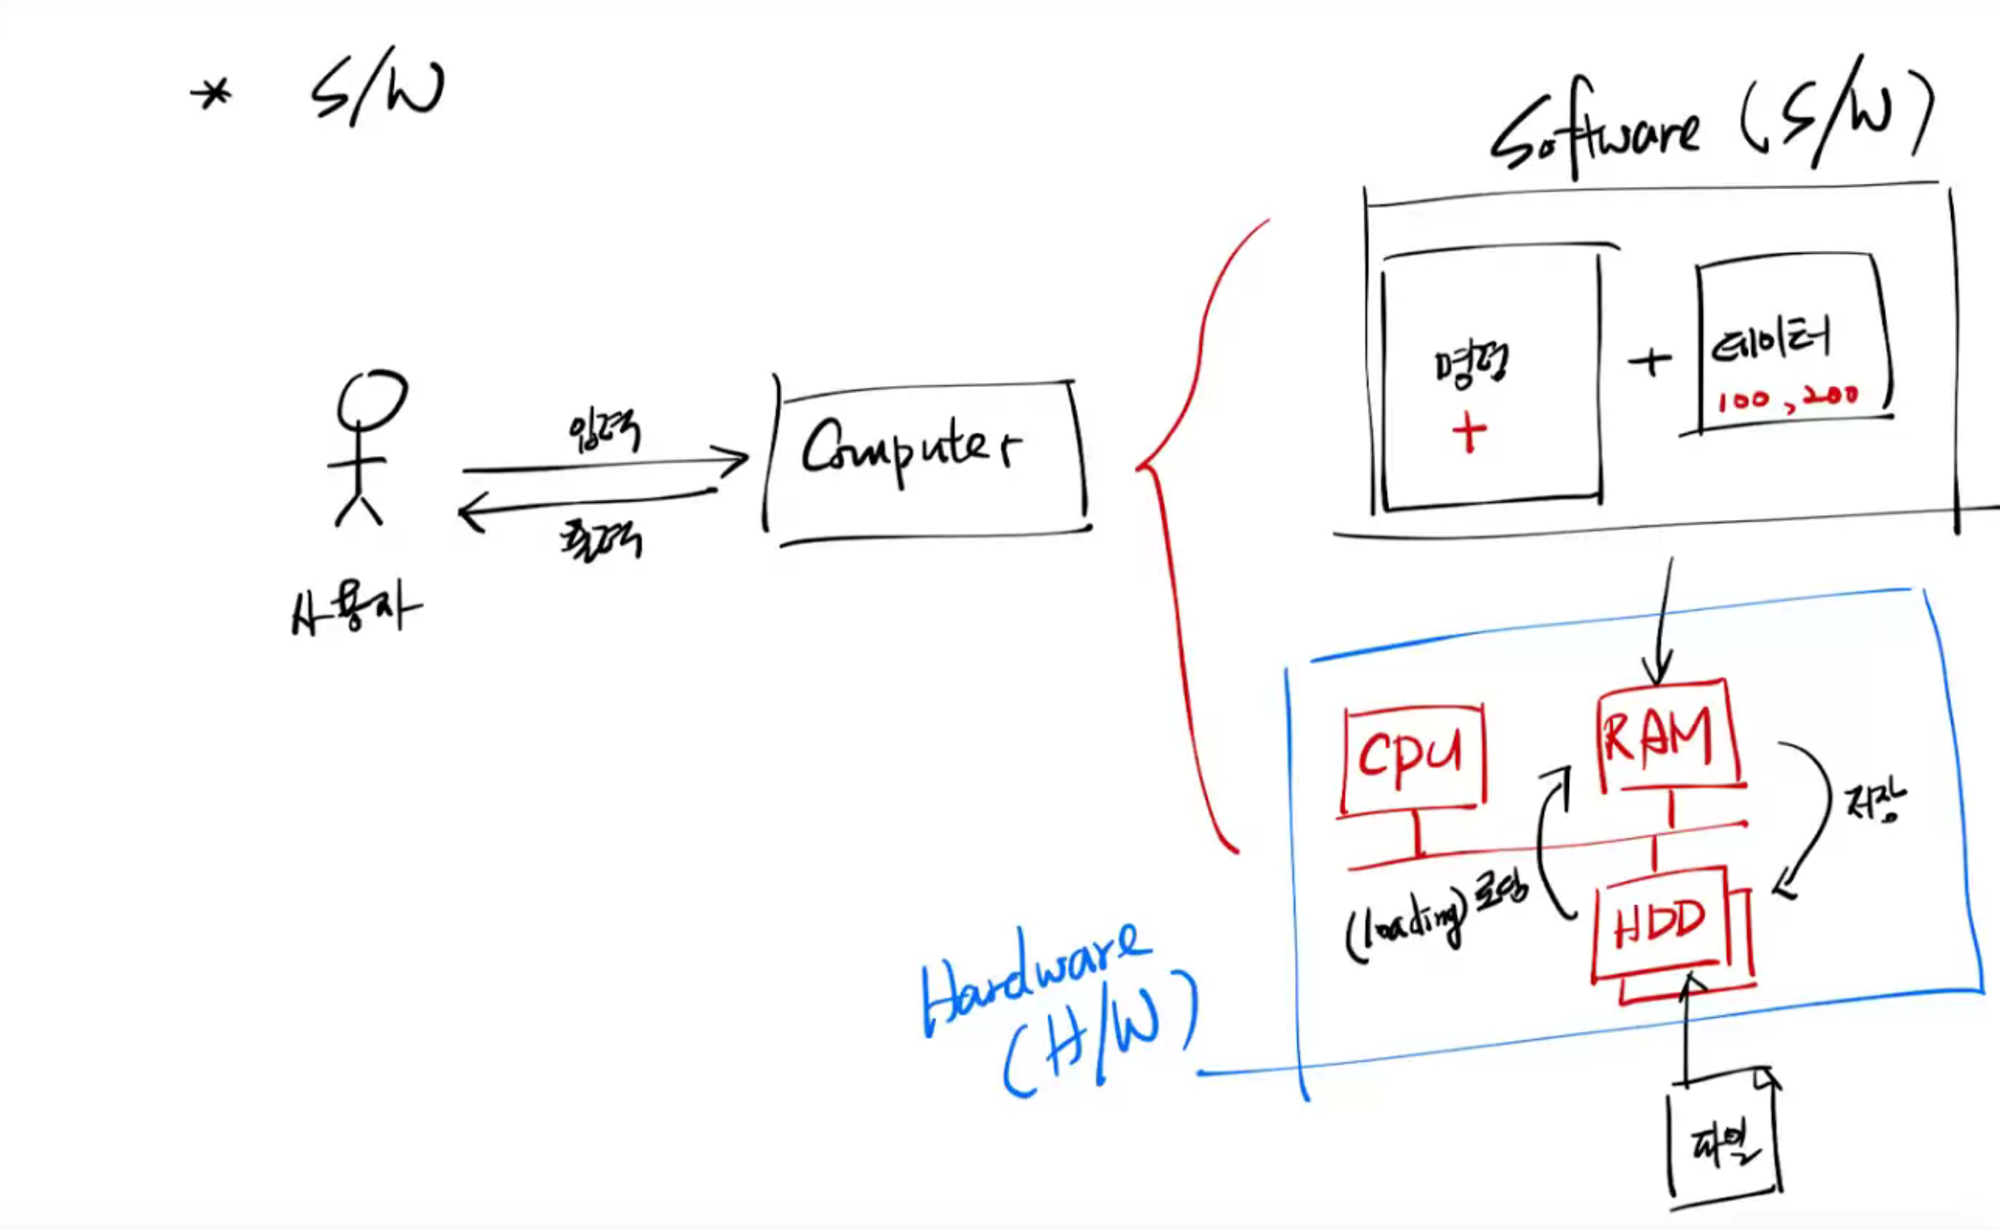 * S/W
Software (S/W)
명령
+
+
데이터
100, 200
입력
Computer
출력
사용자
CPU
RAM
저장
(loading) 로딩
HDD
Hardware
(H/W)
파일